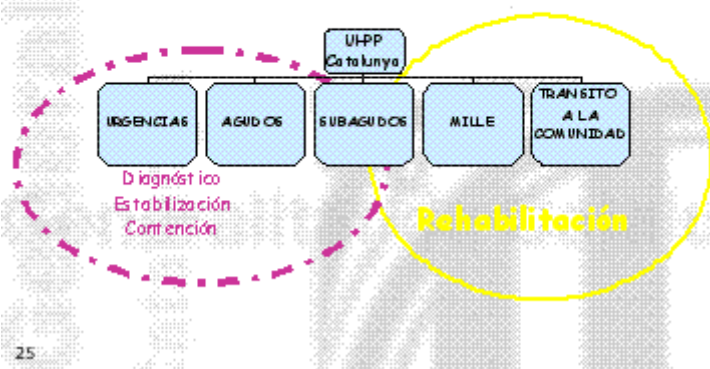 UHPP
Catalunya
URGENCIAS
AGUDOS
SUBAGUDOS
MILLE
TRANSITO
A LA
COMUNIDAD
Diagnóstico
Estabilización
Contención
Rehabilitación
25